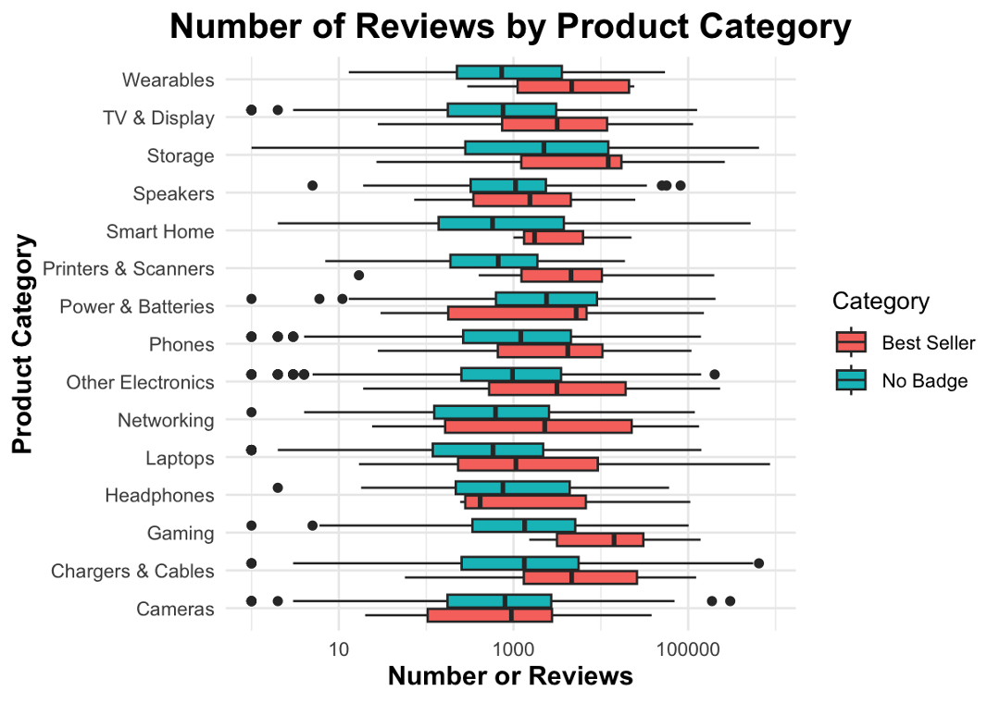 Number of Reviews by Product Category
Product Category
Wearables
TV & Display
Storage
Speakers
Smart Home
Printers & Scanners
Power & Batteries
Phones
Other Electronics
Networking
Laptops
Headphones
Gaming
Chargers & Cables
Cameras
10 1000 100000
Number or Reviews
Category
Best Seller
No Badge